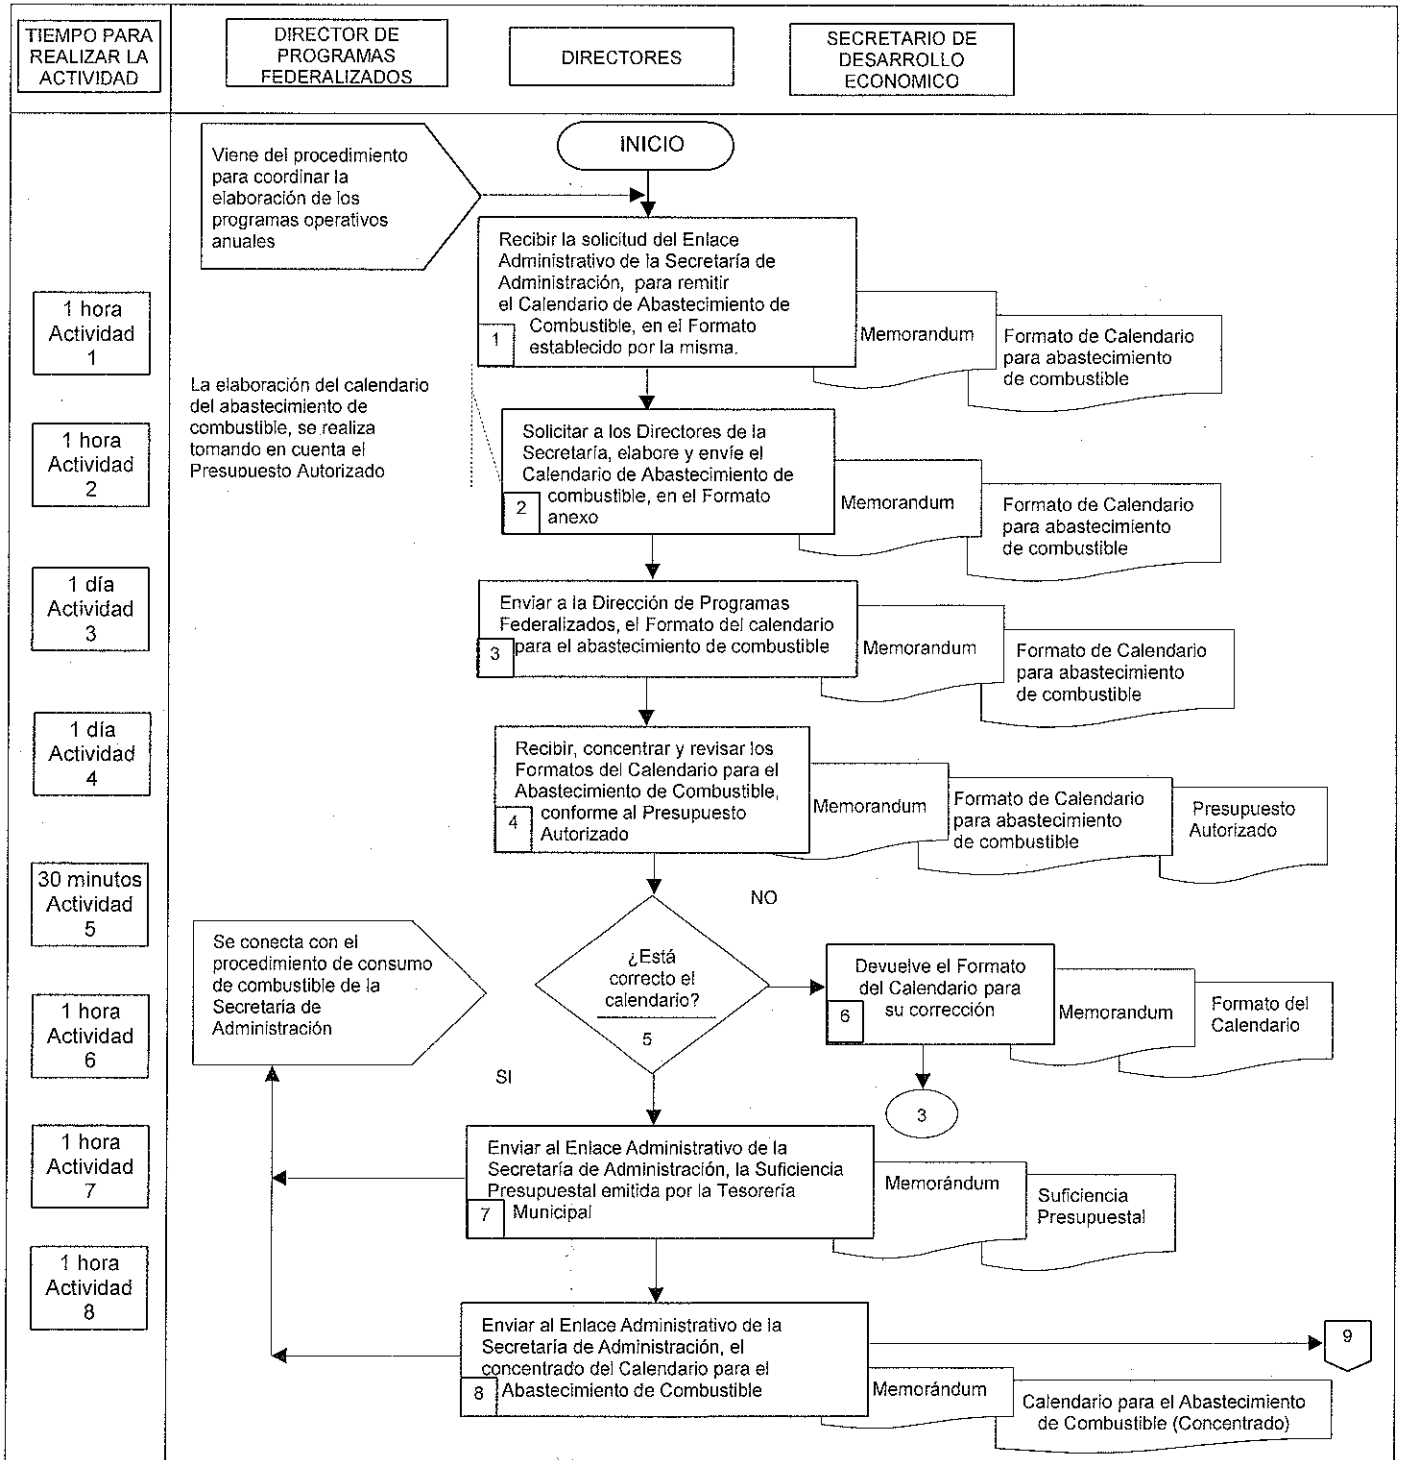 TIEMPO PARA
REALIZAR LA
ACTIVIDAD
DIRECTOR DE
PROGRAMAS
FEDERALIZADOS
DIRECTORES
SECRETARIO DE
DESARROLLO
ECONOMICO
INICIO
Viene del procedimiento
para coordinar la
elaboración de los
programas operativos
anuales
1 hora
Actividad
1
Recibir la solicitud del Enlace
Administrativo de la Secretaría de
Administración, para remitir
el Calendario de Abastecimiento de
Combustible, en el Formato
establecido por la misma.
1
Memorandum
Formato de Calendario
para abastecimiento
de combustible
La elaboración del calendario
del abastecimiento de
combustible, se realiza
tomando en cuenta el
Presupuesto Autorizado
1 hora
Actividad
2
Solicitar a los Directores de la
Secretaría, elabore y envíe el
Calendario de Abastecimiento de
combustible, en el Formato
anexo
2
Memorandum
Formato de Calendario
para abastecimiento
de combustible
1 día
Actividad
3
Enviar a la Dirección de Programas
Federalizados, el Formato del calendario
para el abastecimiento de combustible
3
Memorandum
Formato de Calendario
para abastecimiento
de combustible
1 día
Actividad
4
Recibir, concentrar y revisar los
Formatos del Calendario para el
Abastecimiento de Combustible,
conforme al Presupuesto
Autorizado
4
Memorandum
Formato de Calendario
para abastecimiento
de combustible
Presupuesto
Autorizado
30 minutos
Actividad
5
NO
¿Está
correcto el
calendario?
5
Se conecta con el
procedimiento de consumo
de combustible de la
Secretaría de
Administración
1 hora
Actividad
6
Devuelve el Formato
del Calendario para
su corrección
6
Memorandum
Formato del
Calendario
SI
3
1 hora
Actividad
7
Enviar al Enlace Administrativo de la
Secretaría de Administración, la Suficiencia
Presupuestal emitida por la Tesorería
Municipal
7
Memorándum
Suficiencia
Presupuestal
1 hora
Actividad
8
Enviar al Enlace Administrativo de la
Secretaría de Administración, el
concentrado del Calendario para el
Abastecimiento de Combustible
8
9
Memorándum
Calendario para el Abastecimiento
de Combustible (Concentrado)